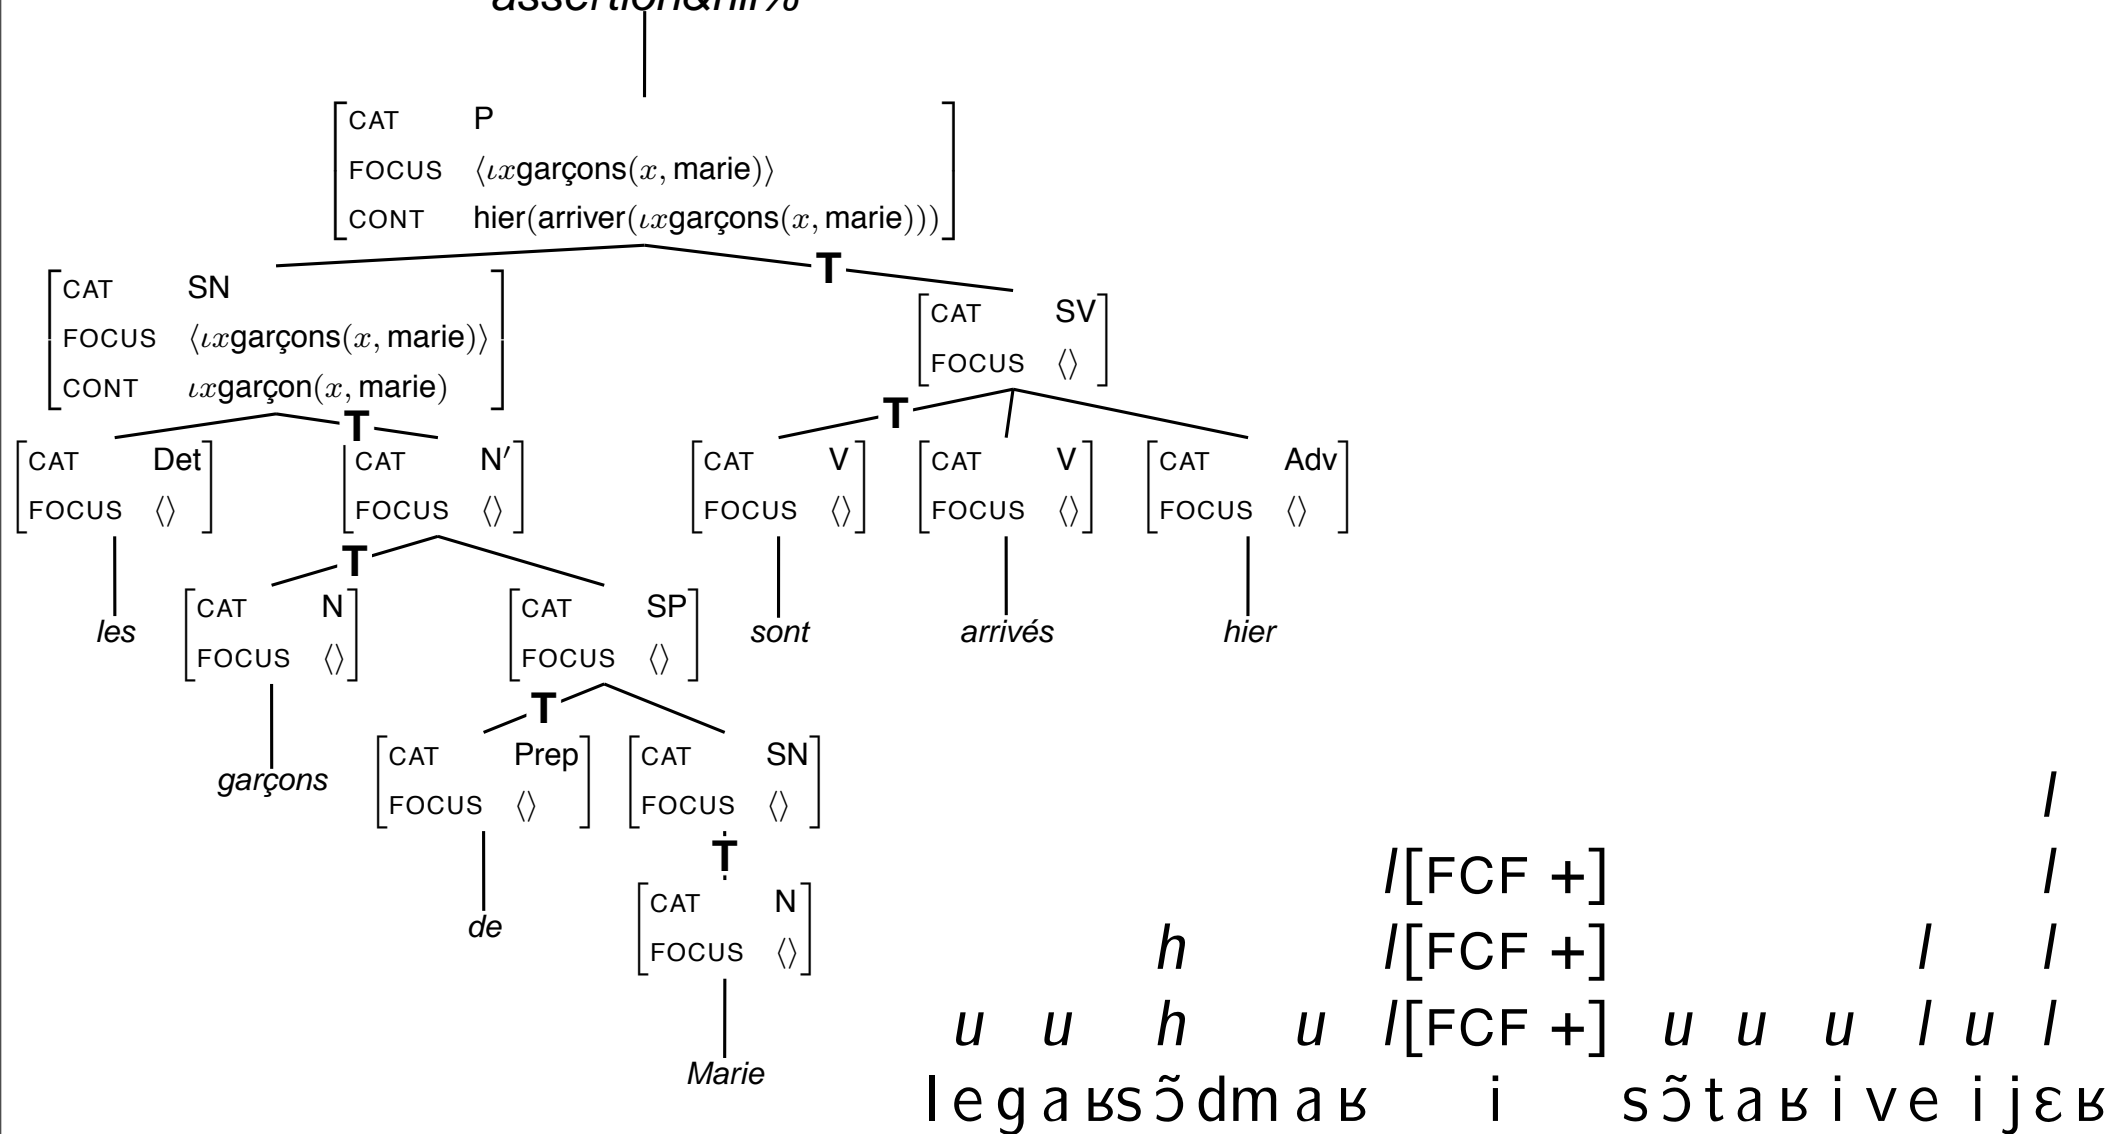 assertion&hil%
CAT P
FOCUS ⟨ιxgarçons(x, marie)⟩
CONT hier(arriver(ιxgarçons(x, marie)))
T
CAT SN
FOCUS ⟨ιxgarçons(x, marie)⟩
CONT ιxgarçon(x, marie)
CAT SV
FOCUS ⟨⟩
T T
CAT Det CAT N′ CAT V CAT V CAT Adv
FOCUS ⟨⟩ FOCUS ⟨⟩ FOCUS ⟨⟩ FOCUS ⟨⟩ FOCUS ⟨⟩
T
CAT N CAT SP
les sont arrivés hier
FOCUS ⟨⟩ FOCUS ⟨⟩
T
CAT Prep CAT SN
garçons
FOCUS ⟨⟩ FOCUS ⟨⟩
T
CAT N
de
FOCUS ⟨⟩
Marie
l
l[FCF +] l
h l[FCF +] l l
u u h u l[FCF +] u u u l u l
l e g a ʁ s ɔ̃ d m a ʁ i s ɔ̃ t a ʁ i v e i j ɛ ʁ